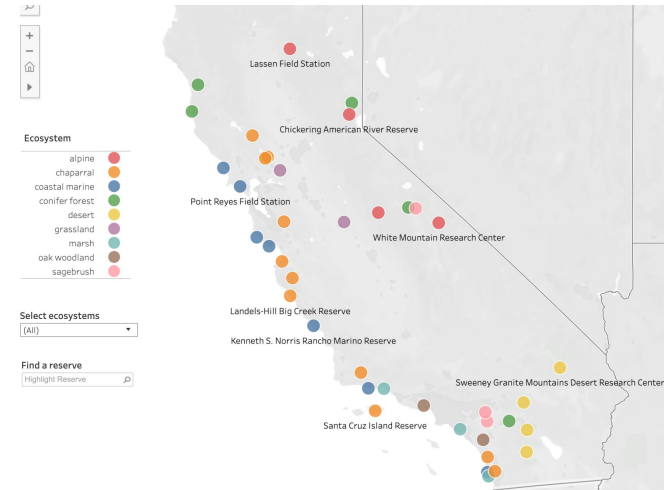 +
−
Ecosystem
alpine
chaparral
coastal marine
conifer forest
desert
grassland
marsh
oak woodland
sagebrush
Select ecosystems
(All)
Find a reserve
Highlight Reserve
Lassen Field Station
Chickering American River Reserve
Point Reyes Field Station
White Mountain Research Center
Landels-Hill Big Creek Reserve
Kenneth S. Norris Rancho Marino Reserve
Sweeney Granite Mountains Desert Research Center
Santa Cruz Island Reserve